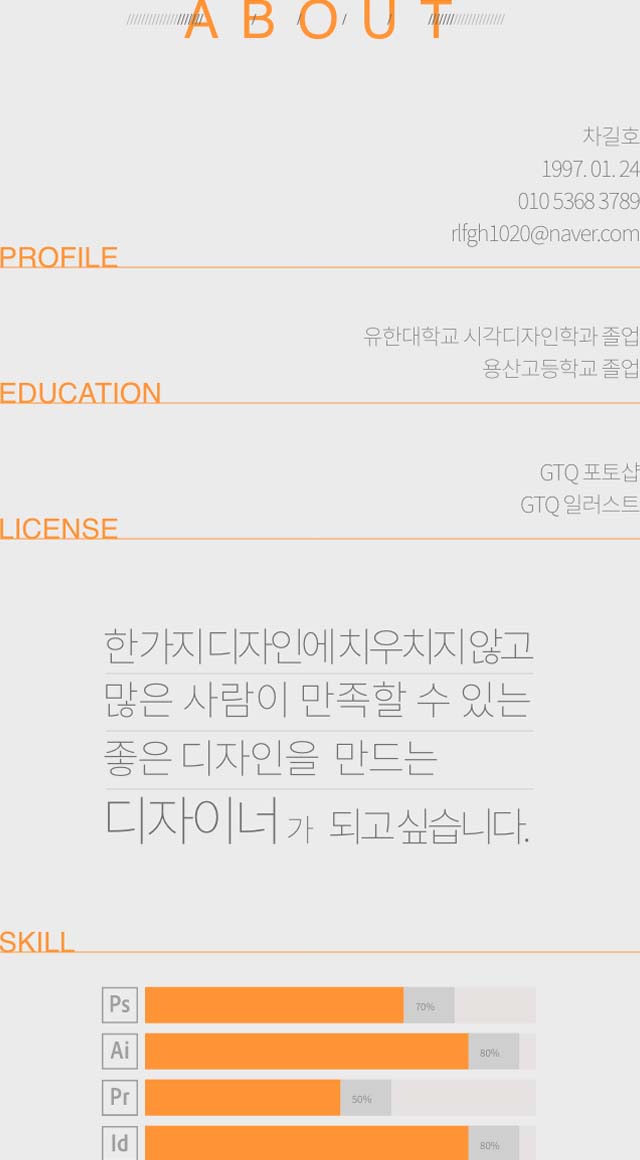 ABOUT
차길호
1997. 01. 24
010 5368 3789
rlfgh1020@naver.com
PROFILE
유한대학교 시각디자인학과 졸업
용산고등학교 졸업
EDUCATION
GTQ 포토샵
GTQ 일러스트
LICENSE
한가지디자인에치우치지않고
많은 사람이 만족할 수 있는
좋은 디자인을 만드는
디자이너가 되고싶습니다.
SKILL
Ps 70%
Ai 80%
Pr 50%
Id 80%